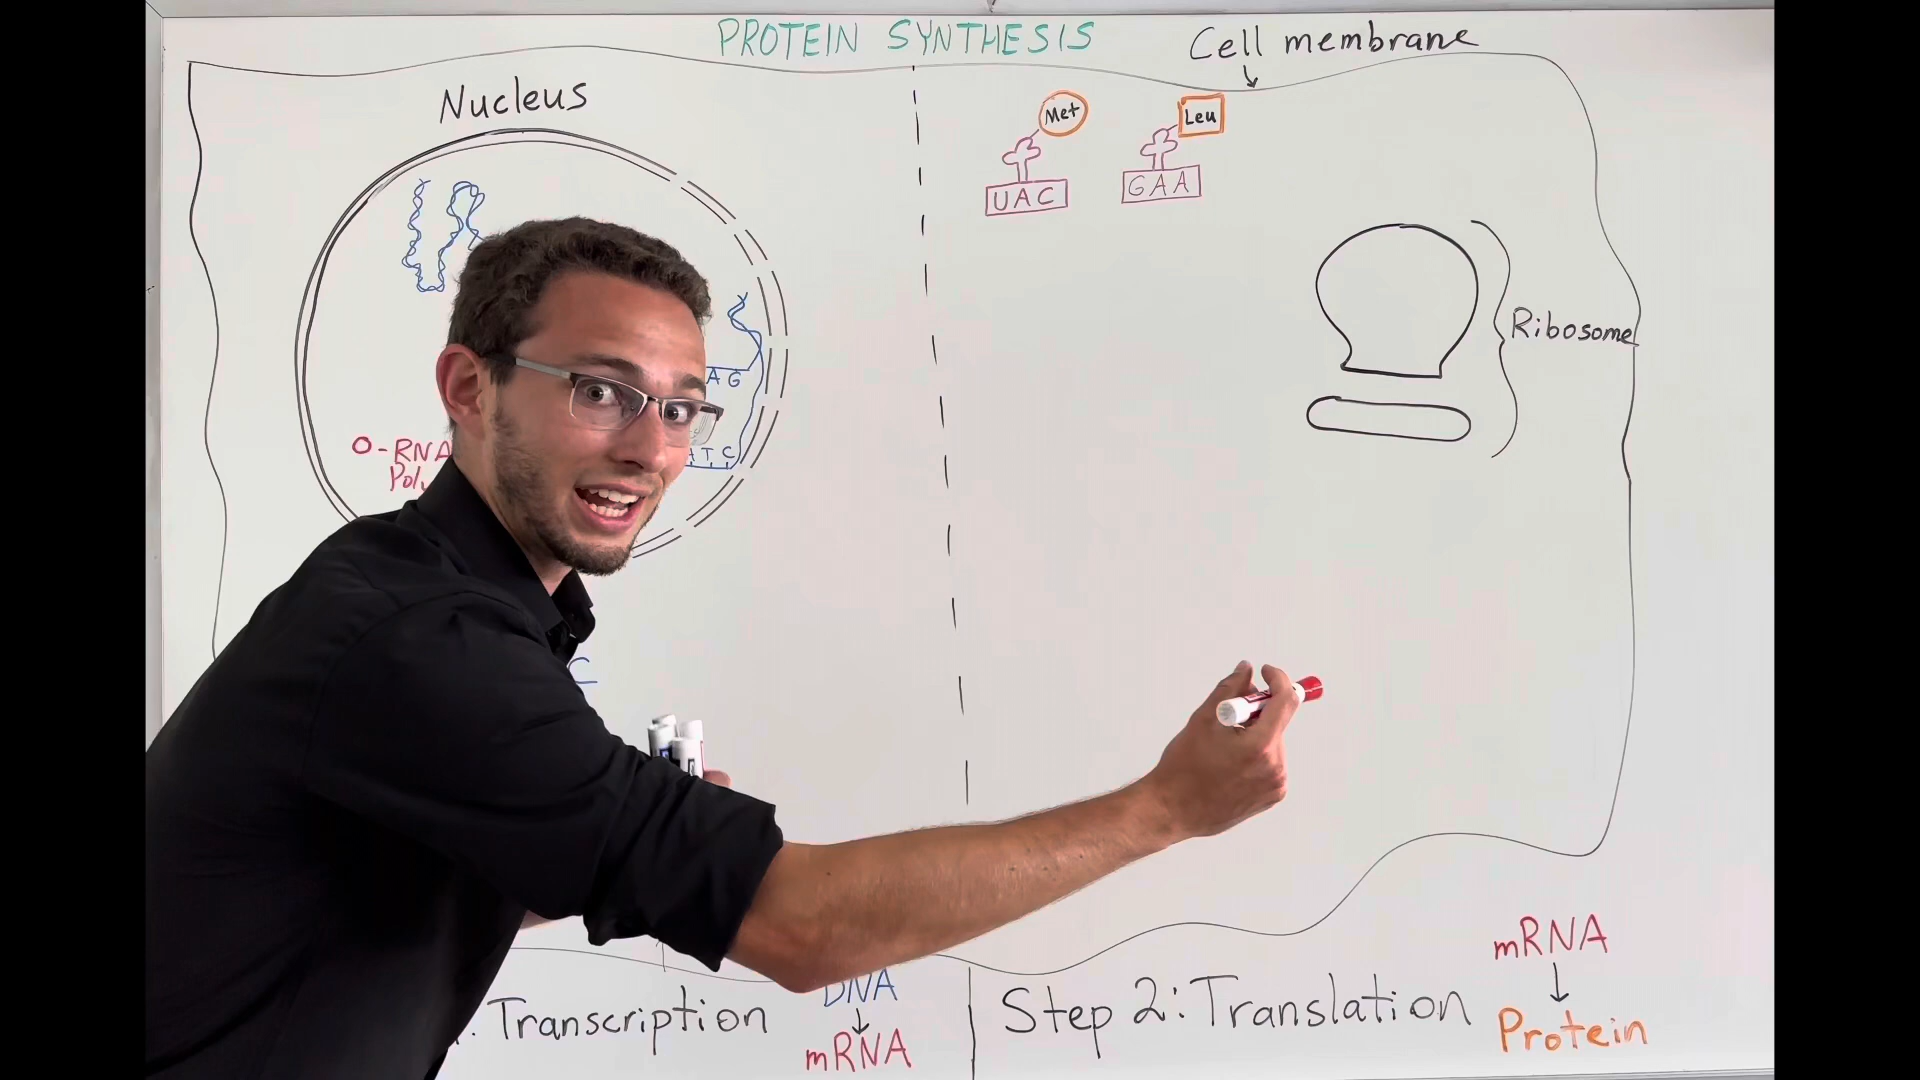 PROTEIN SYNTHESIS
Cell membrane
Nucleus
Met
Leu
UAC
GAA
Ribosome
AG
O-RNA
TC
C
Transcription
DNA
mRNA
Step 2: Translation
mRNA
Protein